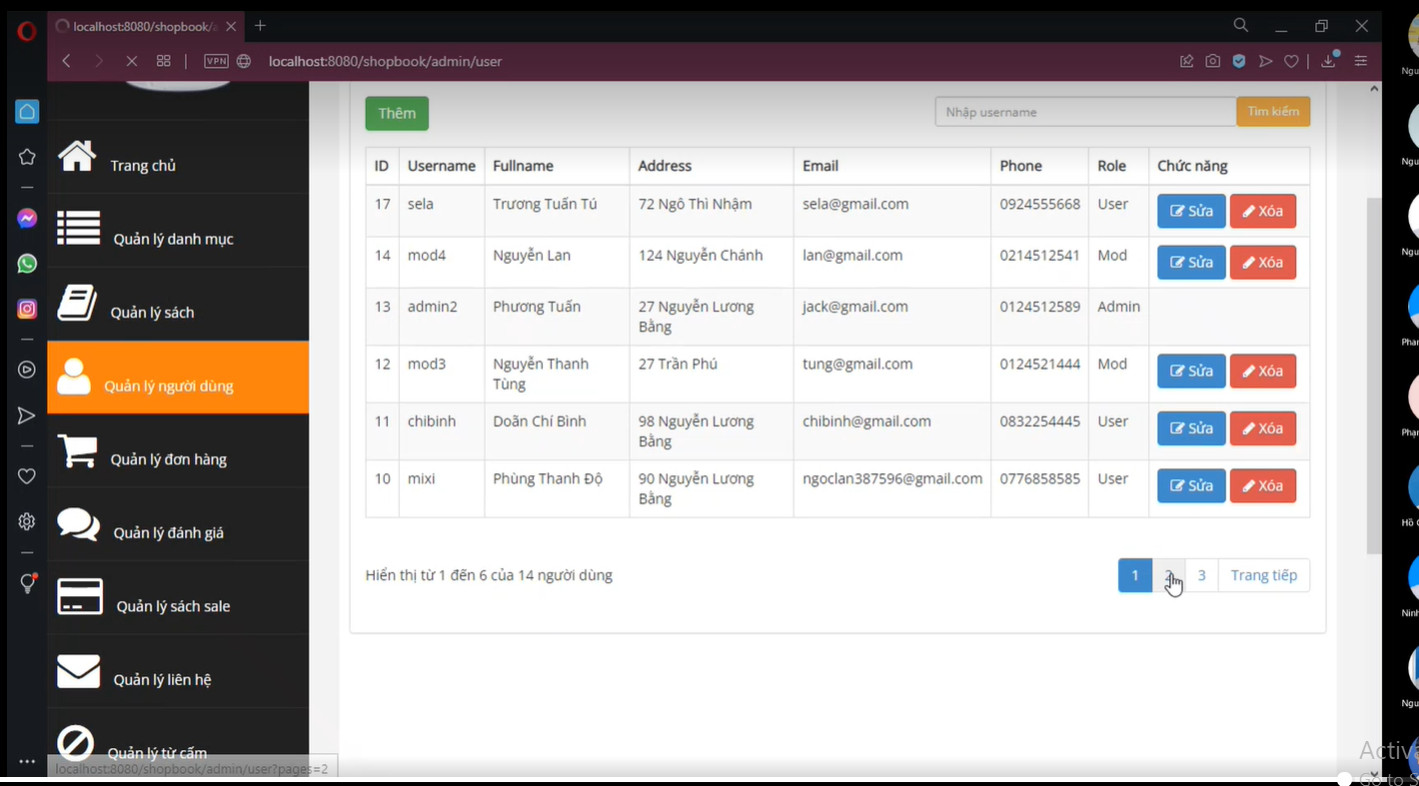 localhost:8080/shopbook/a
VPN
localhost:8080/shopbook/admin/user
Trang chủ
Quản lý danh mục
Quản lý sách
Quản lý người dùng
Quản lý đơn hàng
Quản lý đánh giá
Quản lý sách sale
Quản lý liên hệ
Quản lý từ cấm
localhost:8080/shopbook/admin/user?pages=2
Thêm
Nhập username
Tìm kiếm
ID Username Fullname Address Email Phone Role Chức năng
17 sela Trương Tuấn Tú 72 Ngô Thì Nhậm sela@gmail.com 0924555668 User Sửa Xóa
14 mod4 Nguyễn Lan 124 Nguyễn Chánh lan@gmail.com 0214512541 Mod Sửa Xóa
13 admin2 Phương Tuấn 27 Nguyễn Lương jack@gmail.com 0124512589 Admin
Bằng
12 mod3 Nguyễn Thanh 27 Trần Phú tung@gmail.com 0124521444 Mod Sửa Xóa
Tùng
11 chibinh Doãn Chí Bình 98 Nguyễn Lương chibinh@gmail.com 0832254445 User Sửa Xóa
Bằng
10 mixi Phùng Thanh Độ 90 Nguyễn Lương ngoclan387596@gmail.com 0776858585 User Sửa Xóa
Bằng
Hiển thị từ 1 đến 6 của 14 người dùng
1 2 3 Trang tiếp
Ngu
Ngu
Ngu
Phar
Phạr
Hồ
Ninh
Ngu
Activa
Go to S